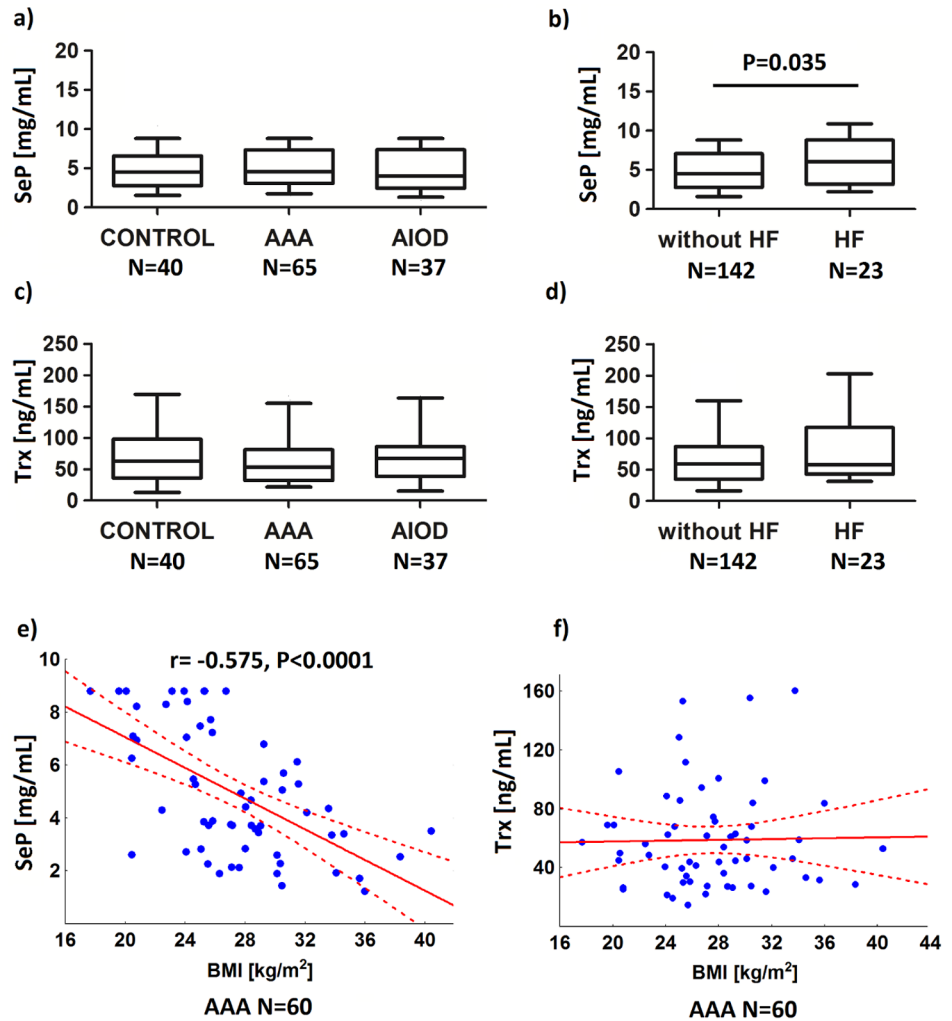 a)
20
15
10
5
0
SeP [mg/mL]
CONTROL AAA AIOD
N=40 N=65 N=37
b)
P=0.035
20
15
10
5
0
SeP [mg/mL]
without HF HF
N=142 N=23
c)
250
200
150
100
50
0
Trx [ng/mL]
CONTROL AAA AIOD
N=40 N=65 N=37
d)
250
200
150
100
50
0
Trx [ng/mL]
without HF HF
N=142 N=23
e)
r= -0.575, P<0.0001
10
8
6
4
2
SeP [mg/mL]
16 20 24 28 32 36 40
BMI [kg/m²]
AAA N=60
f)
160
120
80
40
Trx [ng/mL]
16 20 24 28 32 36 40 44
BMI [kg/m²]
AAA N=60